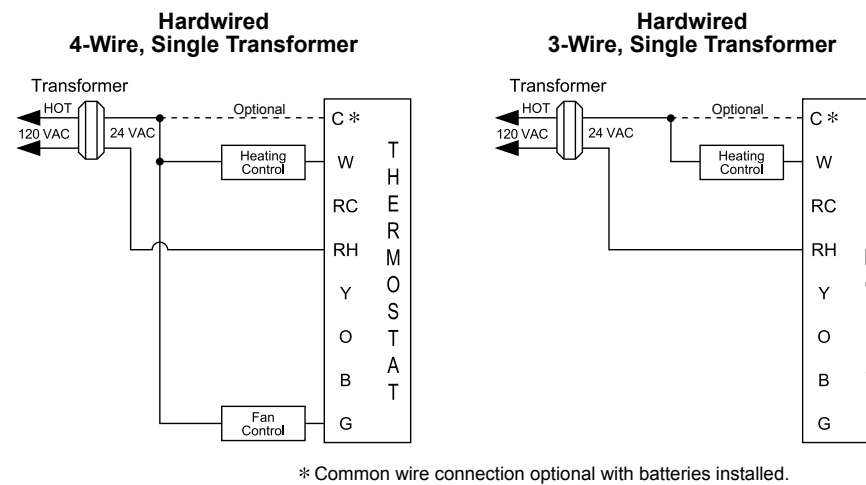 Hardwired
4-Wire, Single Transformer
Transformer
HOT
120 VAC
24 VAC
Optional
Heating
Control
Fan
Control
C *
W
RC
RH
Y
O
B
G
THERMOSTAT
Hardwired
3-Wire, Single Transformer
Transformer
HOT
120 VAC
24 VAC
Optional
Heating
Control
C *
W
RC
RH
Y
O
B
G
* Common wire connection optional with batteries installed.